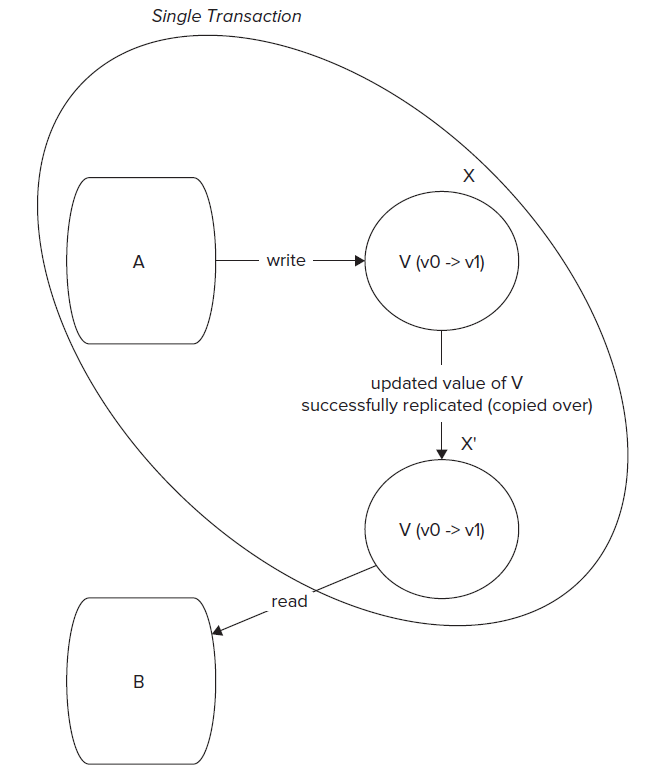 Single Transaction
X
A
write
V (v0 -> v1)
updated value of V
successfully replicated (copied over)
X'
V (v0 -> v1)
read
B